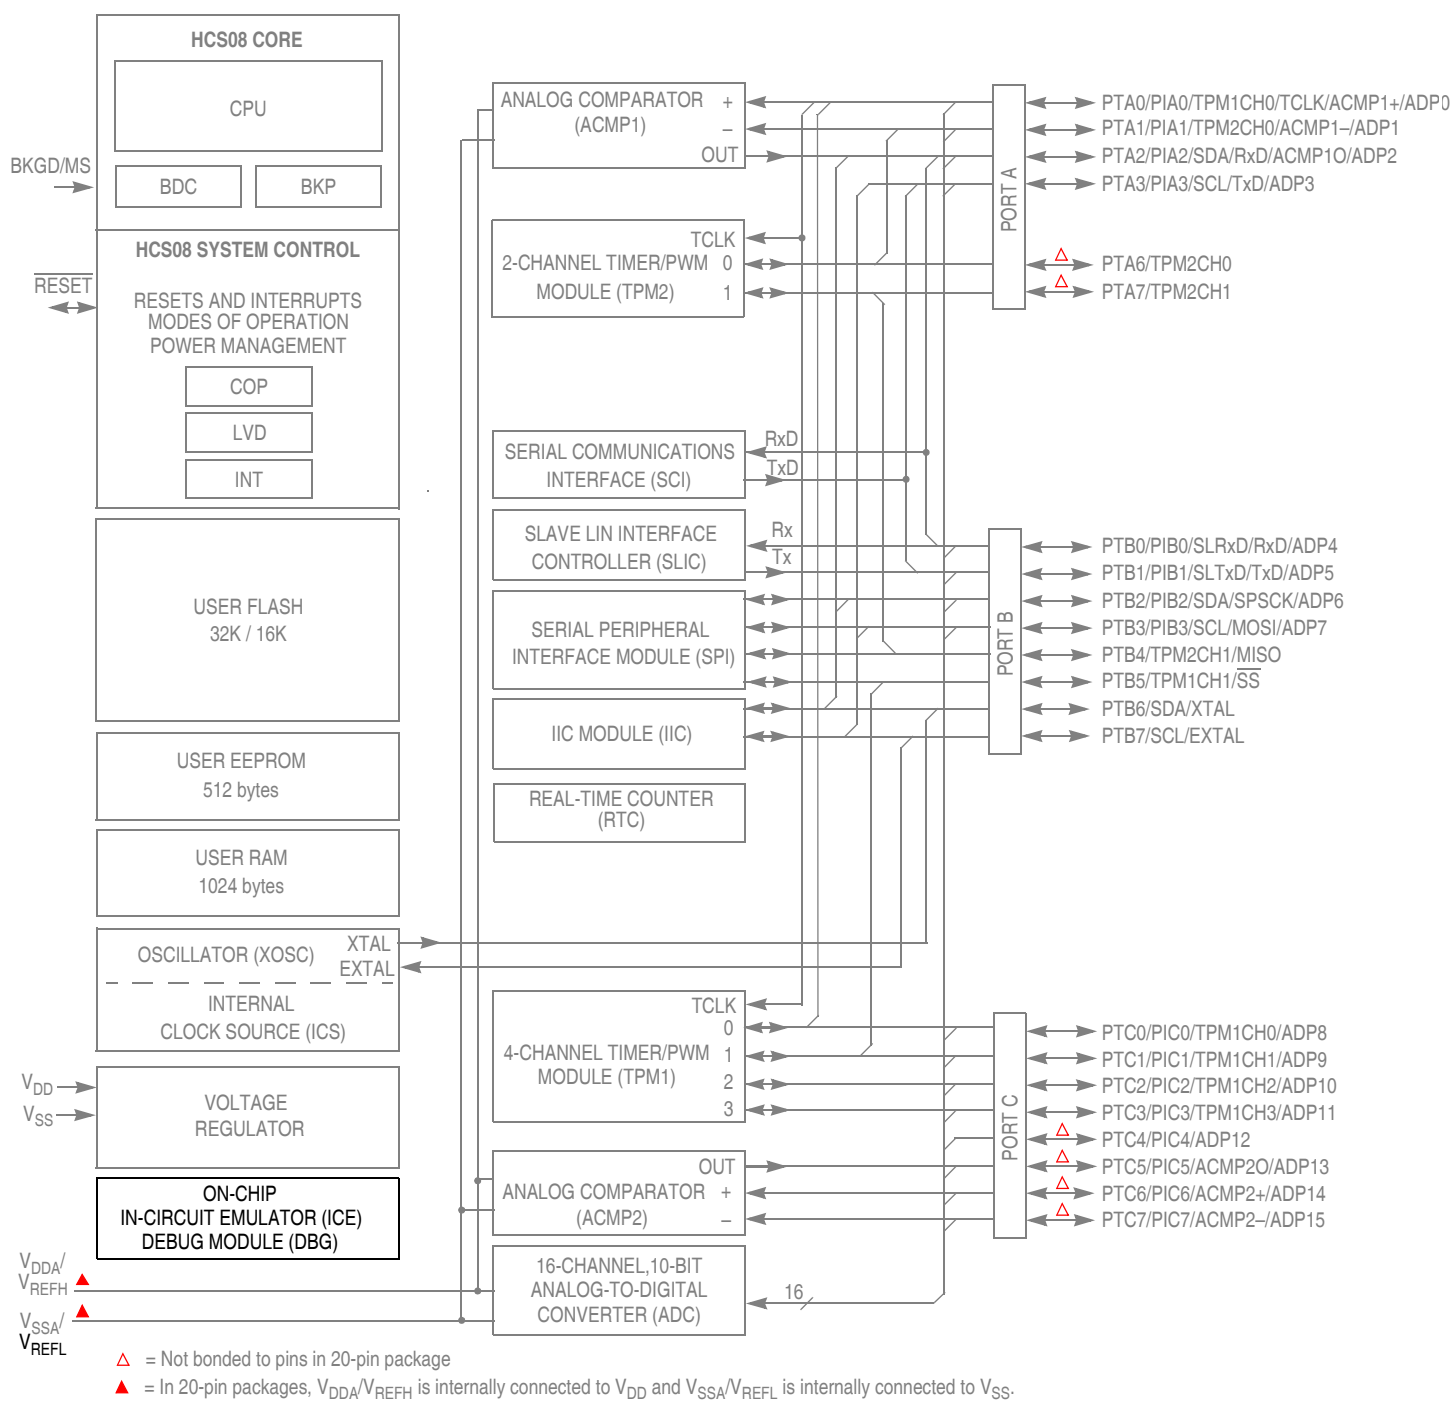 HCS08 CORE
CPU
BDC
BKP
BKGD/MS
HCS08 SYSTEM CONTROL
RESET
RESETS AND INTERRUPTS
MODES OF OPERATION
POWER MANAGEMENT
COP
LVD
INT
USER FLASH
32K / 16K
USER EEPROM
512 bytes
USER RAM
1024 bytes
OSCILLATOR (XOSC)
XTAL
EXTAL
INTERNAL
CLOCK SOURCE (ICS)
VDD
VSS
VOLTAGE
REGULATOR
ON-CHIP
IN-CIRCUIT EMULATOR (ICE)
DEBUG MODULE (DBG)
VDDA/
VREFH
VSSA/
VREFL
ANALOG COMPARATOR
(ACMP1)
+
–
OUT
TCLK
2-CHANNEL TIMER/PWM 0
MODULE (TPM2) 1
SERIAL COMMUNICATIONS
INTERFACE (SCI)
RxD
TxD
SLAVE LIN INTERFACE
CONTROLLER (SLIC)
Rx
Tx
SERIAL PERIPHERAL
INTERFACE MODULE (SPI)
IIC MODULE (IIC)
REAL-TIME COUNTER
(RTC)
TCLK
0
4-CHANNEL TIMER/PWM 1
MODULE (TPM1)
2
3
OUT
ANALOG COMPARATOR +
(ACMP2) –
16-CHANNEL,10-BIT
ANALOG-TO-DIGITAL
CONVERTER (ADC)
16
PORT A
PTA0/PIA0/TPM1CH0/TCLK/ACMP1+/ADP0
PTA1/PIA1/TPM2CH0/ACMP1–/ADP1
PTA2/PIA2/SDA/RxD/ACMP1O/ADP2
PTA3/PIA3/SCL/TxD/ADP3
PTA6/TPM2CH0
PTA7/TPM2CH1
PORT B
PTB0/PIB0/SLRxD/RxD/ADP4
PTB1/PIB1/SLTxD/TxD/ADP5
PTB2/PIB2/SDA/SPSCK/ADP6
PTB3/PIB3/SCL/MOSI/ADP7
PTB4/TPM2CH1/MISO
PTB5/TPM1CH1/SS
PTB6/SDA/XTAL
PTB7/SCL/EXTAL
PORT C
PTC0/PIC0/TPM1CH0/ADP8
PTC1/PIC1/TPM1CH1/ADP9
PTC2/PIC2/TPM1CH2/ADP10
PTC3/PIC3/TPM1CH3/ADP11
PTC4/PIC4/ADP12
PTC5/PIC5/ACMP2O/ADP13
PTC6/PIC6/ACMP2+/ADP14
PTC7/PIC7/ACMP2–/ADP15
= Not bonded to pins in 20-pin package
= In 20-pin packages, VDDA/VREFH is internally connected to VDD and VSSA/VREFL is internally connected to VSS.